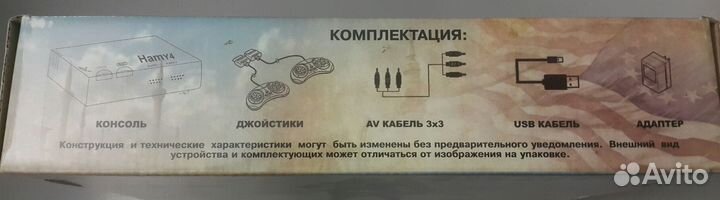 КОМПЛЕКТАЦИЯ:
Hamy4
КОНСОЛЬ
ДЖОЙСТИКИ
AV КАБЕЛЬ 3х3
USB КАБЕЛЬ
АДАПТЕР
Конструкция и технические характеристики могут быть изменены без предварительного уведомления. Внешний вид
устройства и комплектующих может отличаться от изображения на упаковке.
Avito